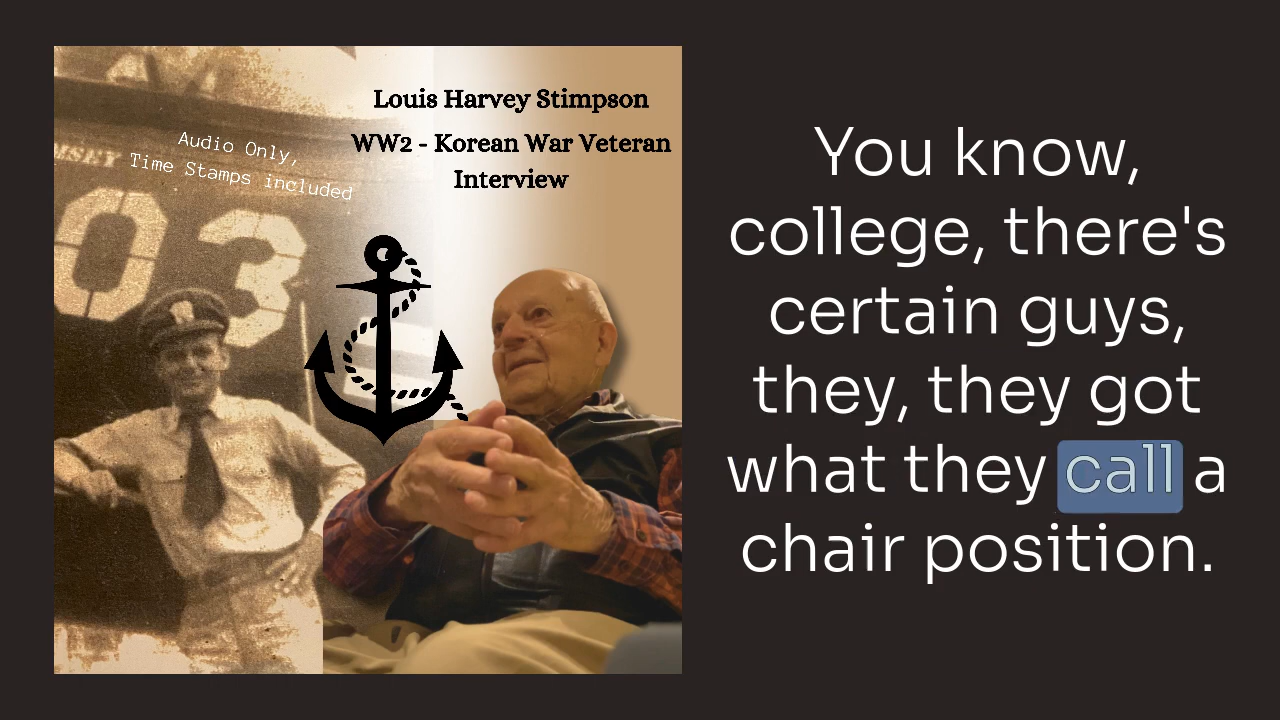 Louis Harvey Stimpson
WW2 - Korean War Veteran
Interview
Audio Only,
Time Stamps included
MSEY
03
You know,
college, there's
certain guys,
they, they got
what they call a
chair position.